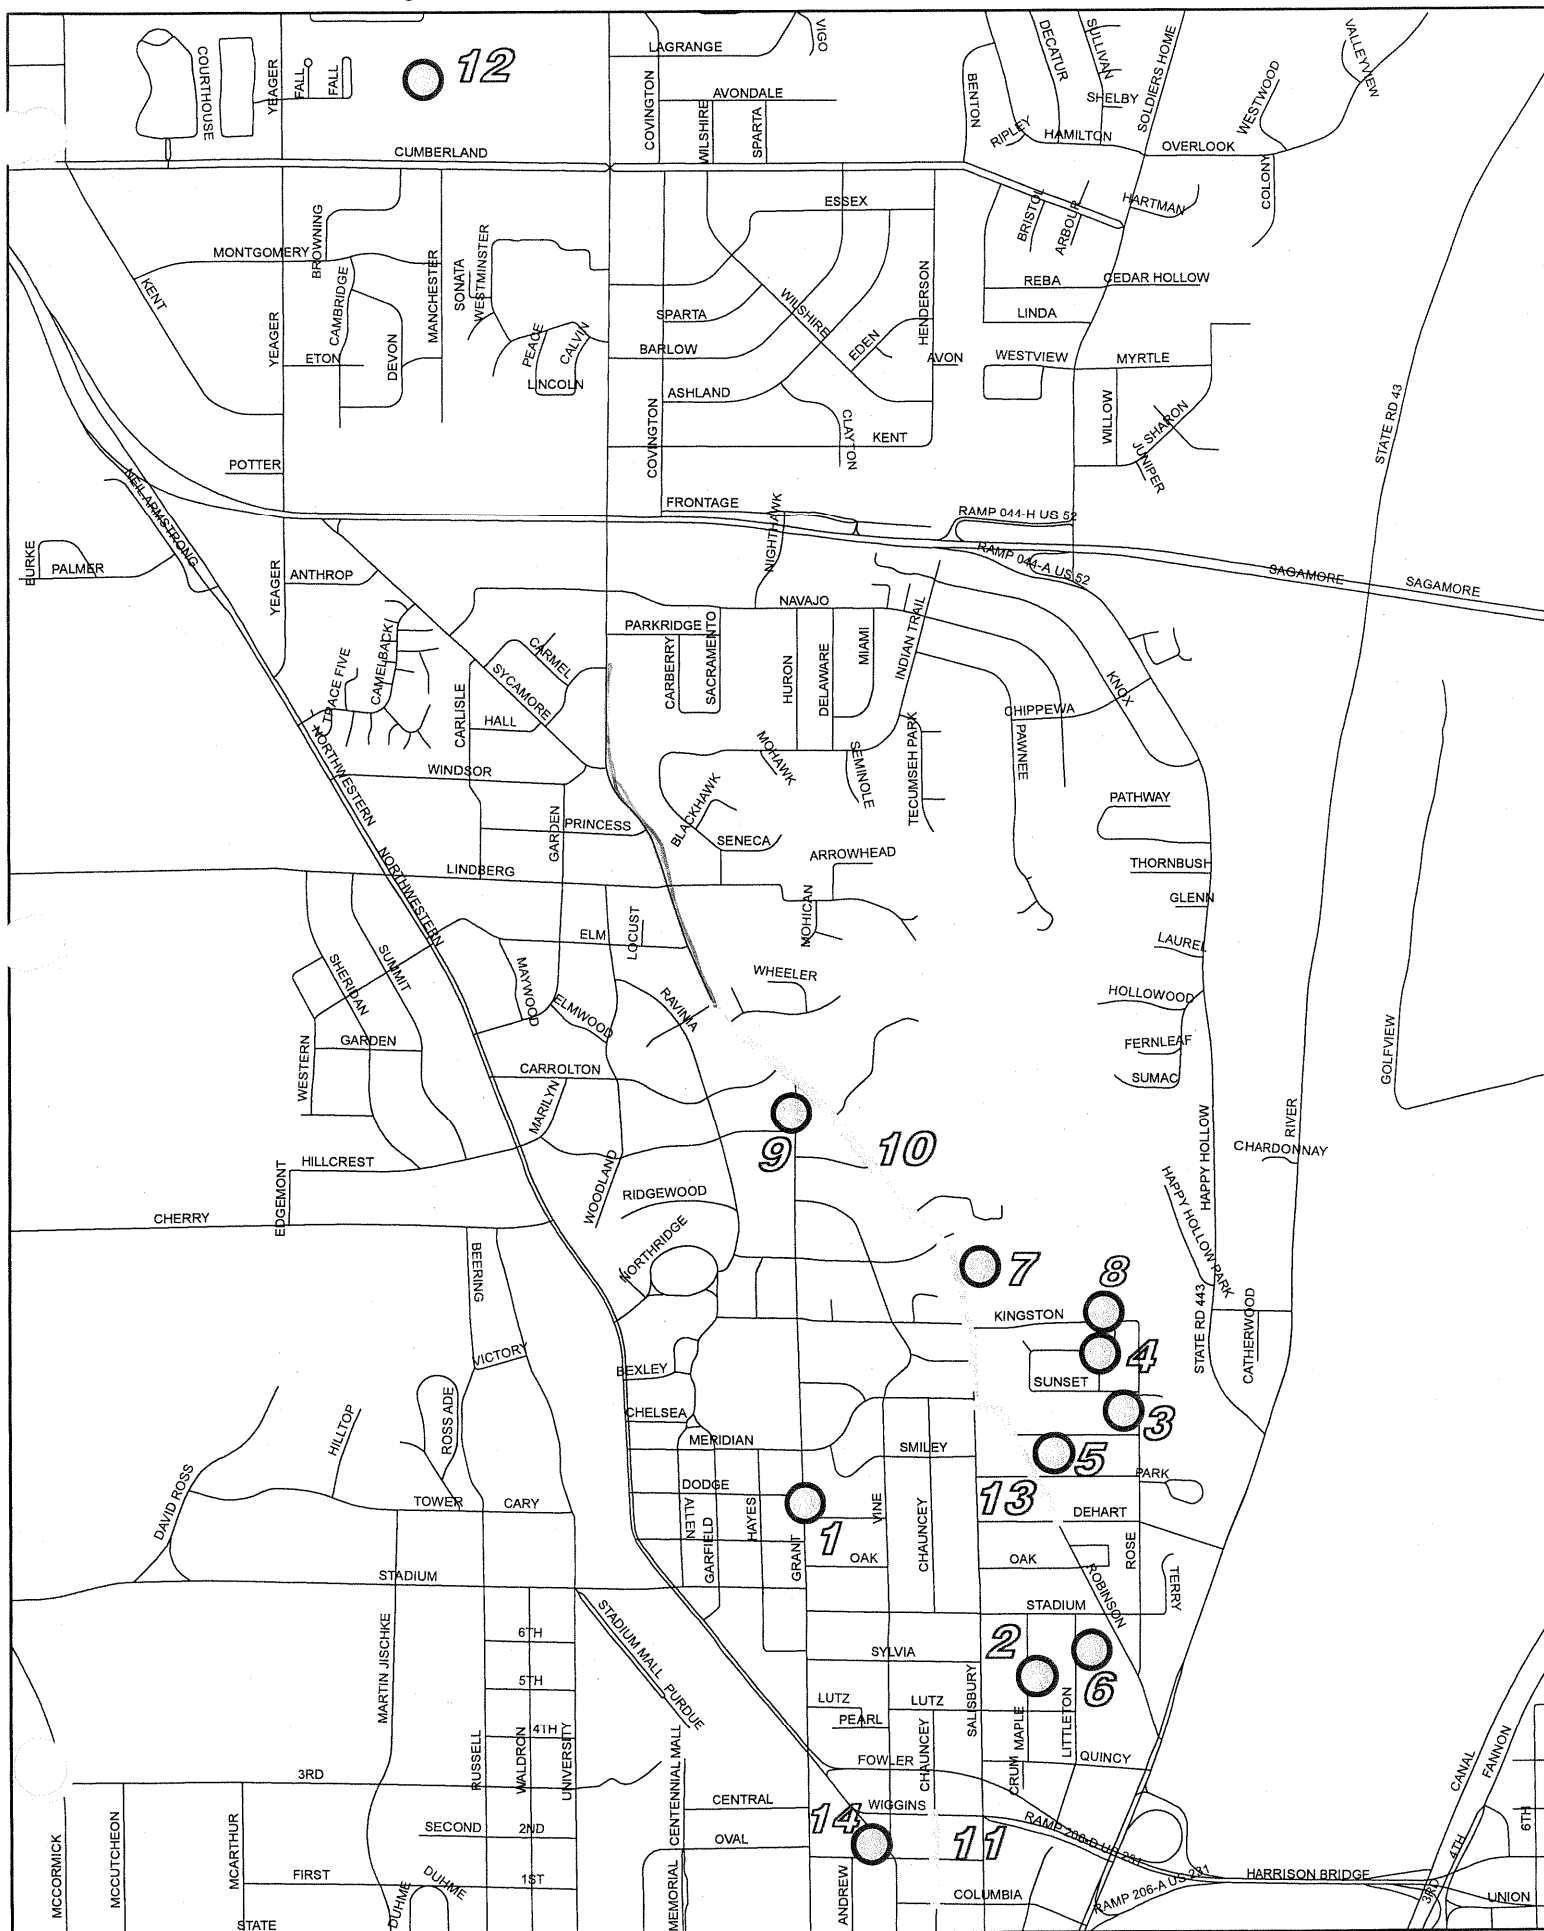 12
COURTHOUSE
YEAGER
FALL
FALL
LAGRANGE
VIGO
COVINGTON
AVONDALE
WILSHIRE
SPARTA
BENTON
DECATUR
SULLIVAN
SHELBY
SOLDIERS HOME
RIPLEY
HAMILTON
OVERLOOK
WESTWOOD
VALLEYVIEW
COLONY
CUMBERLAND
ESSEX
BRISTOL
ARBOUR
HARTMAN
MONTGOMERY
BROWNING
KENT
CAMBRIDGE
MANCHESTER
SONATA
WESTMINSTER
HENDERSON
REBA
CEDAR HOLLOW
LINDA
YEAGER
ETON
DEVON
PEACE
CALVIN
LINCOLN
SPARTA
WILSHIRE
BARLOW
EDEN
AVON
WESTVIEW
MYRTLE
ASHLAND
COVINGTON
CLAYTON
KENT
WILLOW
SHARON
JUNIPER
STATE RD 43
POTTER
NEIL ARMSTRONG
FRONTAGE
NIGHTHAWK
RAMP 044-H US 52
RAMP 044-A US 52
SAGAMORE
SAGAMORE
BURKE
PALMER
YEAGER
ANTHROP
NAVAJO
PARKRIDGE
CARBERRY
SACRAMENTO
HURON
DELAWARE
MIAMI
INDIAN TRAIL
TRACE FIVE
CAMELBACK
CARLISLE
SYCAMORE
CARMEL
HALL
KNOX
CHIPPEWA
PAWNEE
TECUMSEH PARK
MOHAWK
SEMINOLE
BLACKHAWK
SENECA
NORTHWESTERN
WINDSOR
GARDEN
PRINCESS
PATHWAY
LINDBERG
ARROWHEAD
THORNBUSH
GLENN
NORTHWESTERN
ELM
LOCUST
MOHICAN
LAUREL
SHERIDAN
SUMMIT
MAYWOOD
ELMWOOD
RAVINIA
WHEELER
HOLLOWOOD
FERNLEAF
SUMAC
GOLFVIEW
WESTERN
GARDEN
CARROLTON
MARILYN
HAPPY HOLLOW
RIVER
CHARDONNAY
9
10
HILLCREST
EDGEMONT
CHERRY
WOODLAND
RIDGEWOOD
NORTHRIDGE
HAPPY HOLLOW PARK
BEERING
7
8
KINGSTON
STATE RD 443
CATHERWOOD
VICTORY
BEXLEY
4
SUNSET
3
ROSS ADE
HILLTOP
CHELSEA
MERIDIAN
SMILEY
5
PARK
DAVID ROSS
TOWER
CARY
DODGE
ALLEN
GARFIELD
HAYES
GRANT
1
VINE
CHAUNCEY
13
DEHART
OAK
OAK
ROBINSON
ROSE
TERRY
STADIUM
STADIUM
MARTIN JISCHKE
6TH
5TH
4TH
STADIUM MALL
PURDUE
SYLVIA
2
6
LUTZ
LUTZ
PEARL
SALISBURY
MAPLE
LITTLETON
RUSSELL
WALDRON
UNIVERSITY
CENTENNIAL MALL
FOWLER
CHAUNCEY
CRUM
QUINCY
CANAL
FANNON
3RD
MCCORMICK
MCCUTCHEON
MCARTHUR
SECOND
2ND
CENTRAL
WIGGINS
14
OVAL
11
RAMP 206-D US 231
6TH
4TH
FIRST
DUHME
DUHME
1ST
MEMORIAL
ANDREW
COLUMBIA
RAMP 206-A US 231
HARRISON BRIDGE
3RD
UNION
STATE